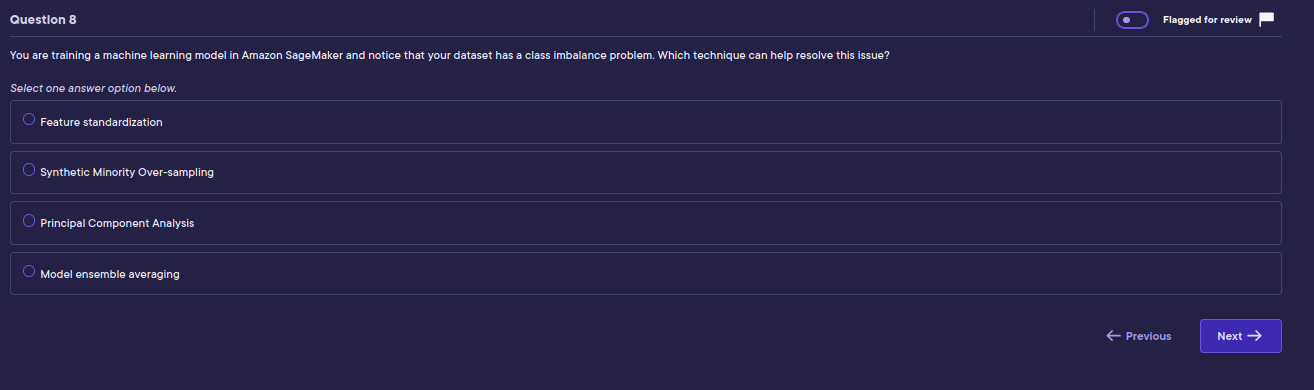 Question 8
Flagged for review
You are training a machine learning model in Amazon SageMaker and notice that your dataset has a class imbalance problem. Which technique can help resolve this issue?
Select one answer option below.
Feature standardization
Synthetic Minority Over-sampling
Principal Component Analysis
Model ensemble averaging
Previous
Next